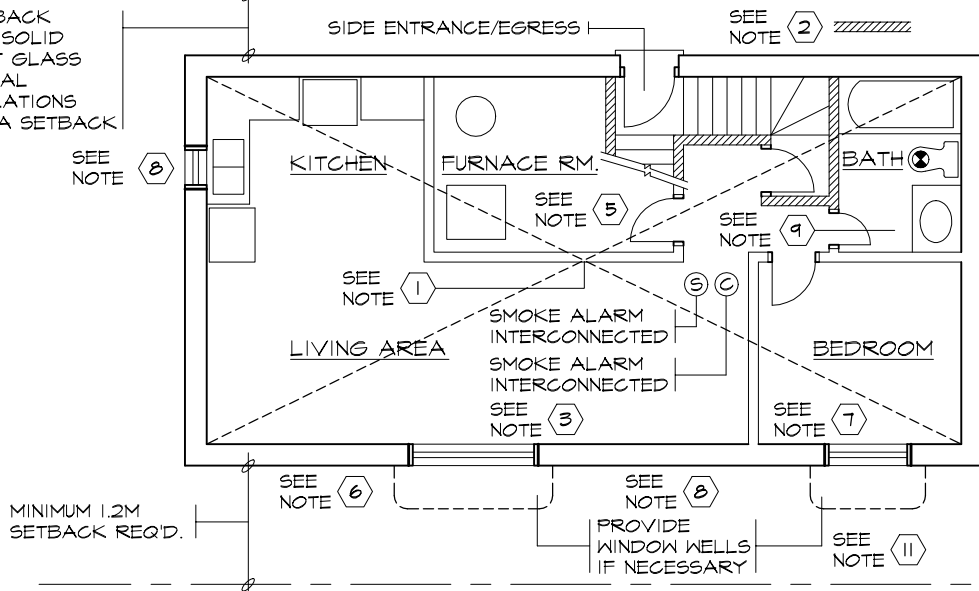 BACK
SOLID
T GLASS
AL
ATIONS
A SETBACK
SIDE ENTRANCE/EGRESS
SEE
NOTE 2
SEE
NOTE 8
KITCHEN
FURNACE RM.
BATH
SEE
NOTE 5
SEE
NOTE 9
SEE
NOTE 1
S C
SMOKE ALARM
INTERCONNECTED
LIVING AREA
SMOKE ALARM
INTERCONNECTED
BEDROOM
SEE
NOTE 3
SEE
NOTE 7
SEE
NOTE 6
SEE
NOTE 8
MINIMUM 1.2M
SETBACK REQ'D.
PROVIDE
WINDOW WELLS
IF NECESSARY
SEE
NOTE 11